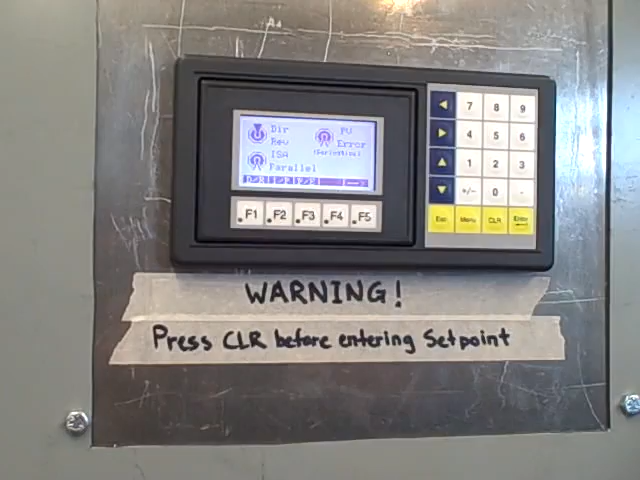 Dir
Rev
PV
Error
ISA
Parallel
D/R I/P P/E
F1 F2 F3 F4 F5
7 8 9
4 5 6
1 2 3
+/- 0 .
Esc Menu CLR Enter
WARNING!
Press CLR before entering Setpoint